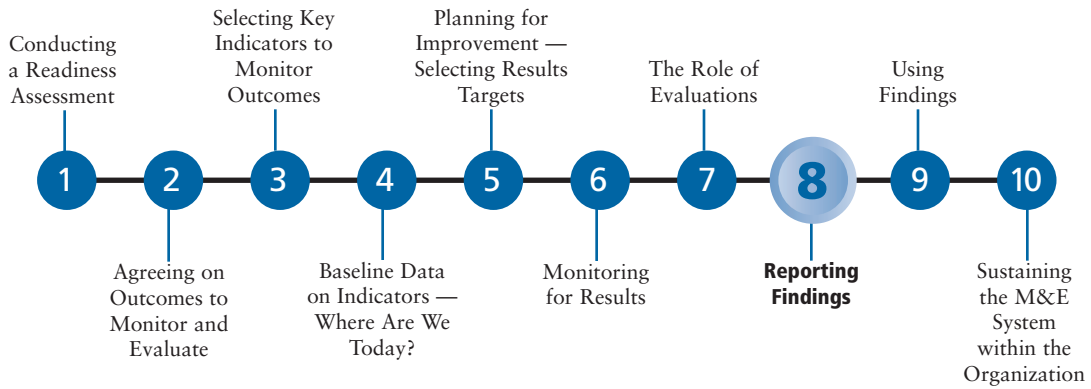 Conducting
a Readiness
Assessment
Selecting Key
Indicators to
Monitor
Outcomes
Planning for
Improvement —
Selecting Results
Targets
The Role of
Evaluations
Using
Findings
1
2
3
4
5
6
7
8
9
10
Agreeing on
Outcomes to
Monitor and
Evaluate
Baseline Data
on Indicators —
Where Are We
Today?
Monitoring
for Results
Reporting
Findings
Sustaining
the M&E
System
within the
Organization